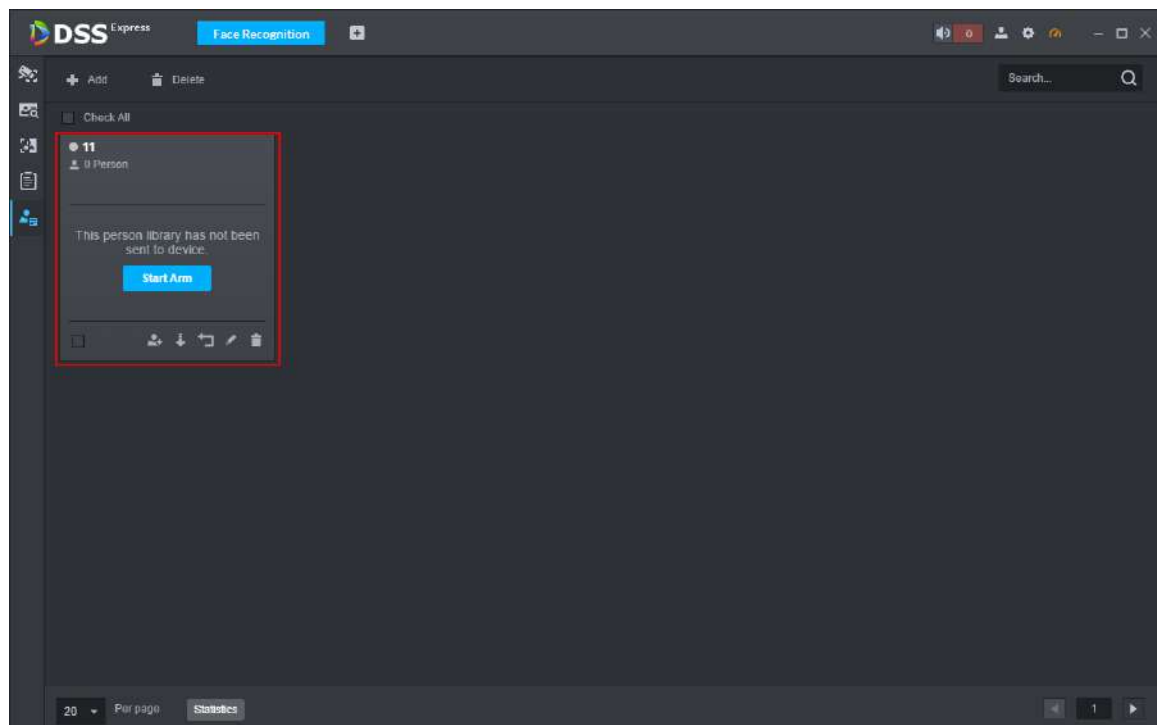 DSS Express
Face Recognition
0
Add
Delete
Search...
Check All
11
0 Person
This person library has not been
sent to device.
Start Arm
20
Per page
Statistics
1